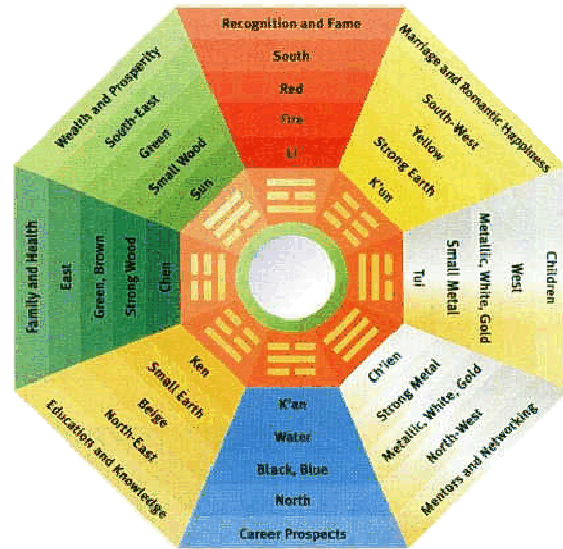 Recognition and Fame
South
Red
Fire
Li
Marriage and Romantic Happiness
South-West
Yellow
Strong Earth
K'un
Children
West
Metallic, White, Gold
Small Metal
Tui
Mentors and Networking
North-West
Metallic, White, Gold
Strong Metal
Ch'ien
K'an
Water
Black, Blue
North
Career Prospects
Ken
Small Earth
Beige
North-East
Education and Knowledge
Family and Health
East
Green, Brown
Strong Wood
Chen
Wealth and Prosperity
South-East
Green
Small Wood
Sun